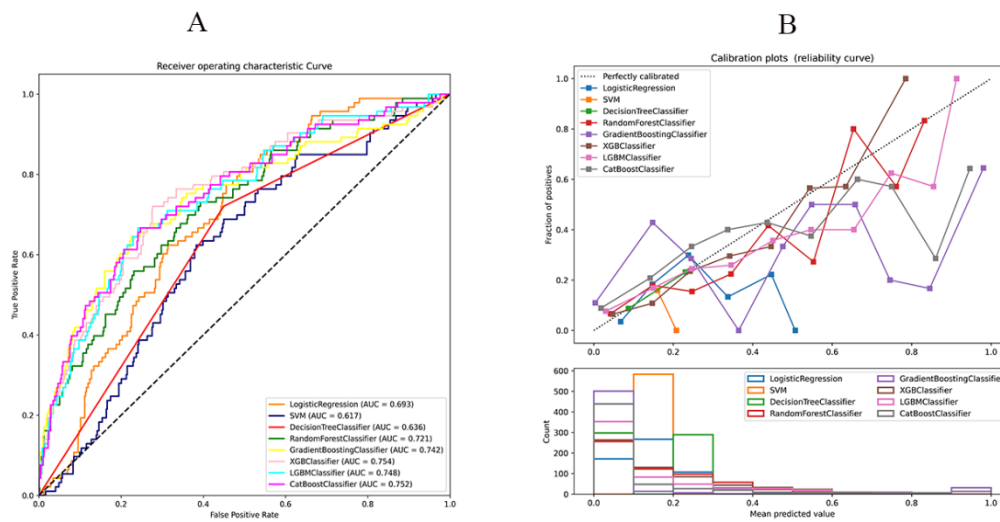 A
Receiver operating characteristic Curve
True Positive Rate
1.0
0.8
0.6
0.4
0.2
0.0
LogisticRegression (AUC = 0.693)
SVM (AUC = 0.617)
DecisionTreeClassifier (AUC = 0.636)
RandomForestClassifier (AUC = 0.721)
GradientBoostingClassifier (AUC = 0.742)
XGBClassifier (AUC = 0.754)
LGBMClassifier (AUC = 0.748)
CatBoostClassifier (AUC = 0.752)
0.0 0.2 0.4 0.6 0.8 1.0
False Positive Rate
B
Calibration plots (reliability curve)
Fraction of positives
1.0
0.8
0.6
0.4
0.2
0.0
Perfectly calibrated
LogisticRegression
SVM
DecisionTreeClassifier
RandomForestClassifier
GradientBoostingClassifier
XGBClassifier
LGBMClassifier
CatBoostClassifier
0.0 0.2 0.4 0.6 0.8 1.0
Count
600
500
400
300
200
100
0
LogisticRegression
SVM
DecisionTreeClassifier
RandomForestClassifier
GradientBoostingClassifier
XGBClassifier
LGBMClassifier
CatBoostClassifier
0.0 0.2 0.4 0.6 0.8 1.0
Mean predicted value